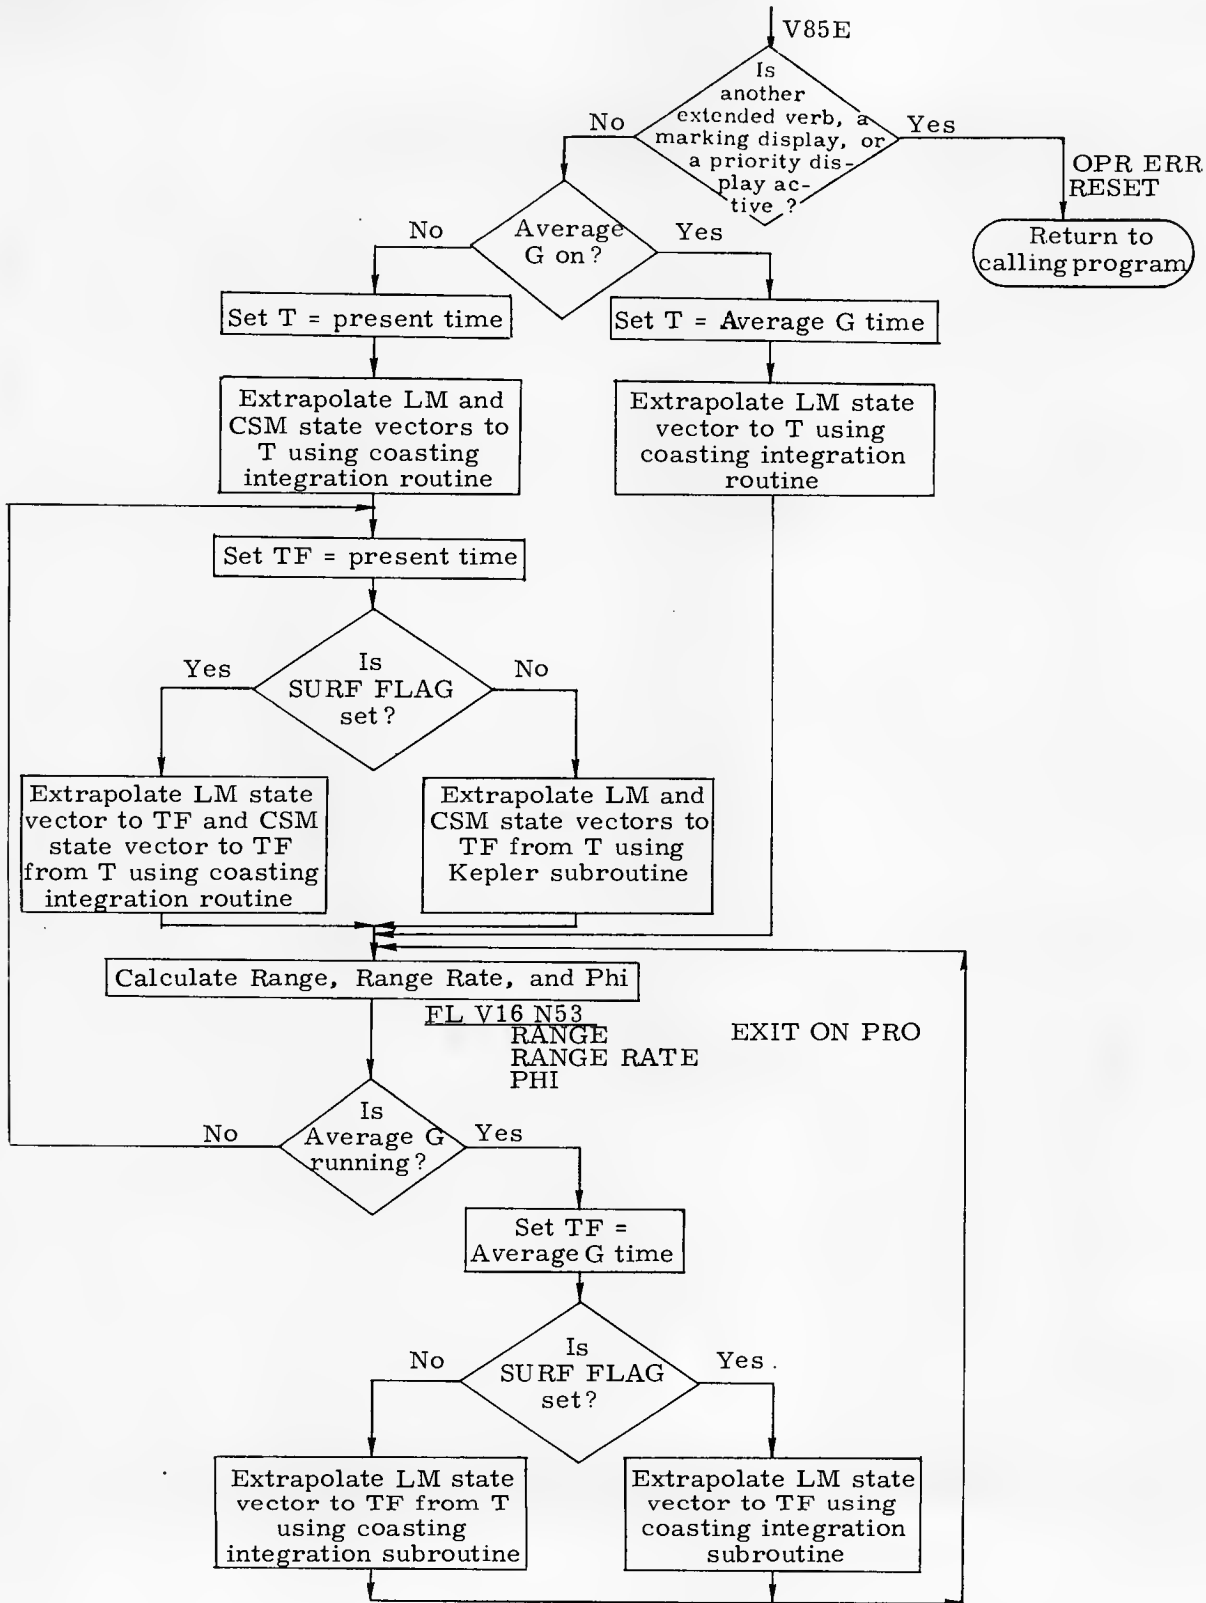 V85E
Is
another
extended verb, a
marking display, or
a priority dis-
play ac-
tive ?
No
Yes
OPR ERR
RESET
Return to
calling program
Average
G on?
No
Yes
Set T = present time
Set T = Average G time
Extrapolate LM and
CSM state vectors to
T using coasting
integration routine
Extrapolate LM state
vector to T using
coasting integration
routine
Set TF = present time
Is
SURF FLAG
set?
Yes
No
Extrapolate LM state
vector to TF and CSM
state vector to TF
from T using coasting
integration routine
Extrapolate LM and
CSM state vectors to
TF from T using
Kepler subroutine
Calculate Range, Range Rate, and Phi
FL V16 N53
RANGE
RANGE RATE
PHI
EXIT ON PRO
Is
Average G
running?
No
Yes
Set TF =
Average G time
Is
SURF FLAG
set?
No
Yes.
Extrapolate LM state
vector to TF from T
using coasting
integration subroutine
Extrapolate LM state
vector to TF using
coasting integration
subroutine